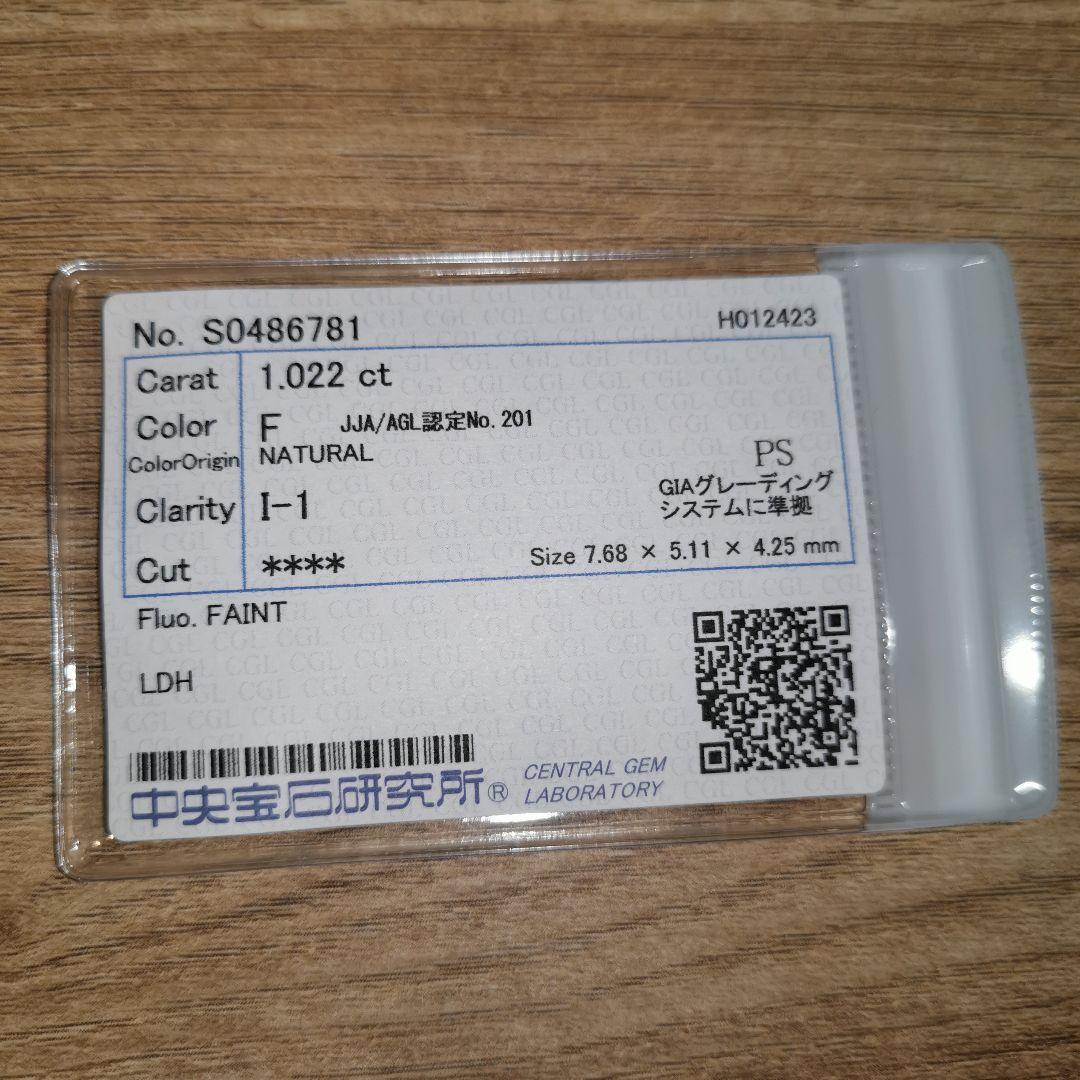 No. S0486781 H012423
Carat 1.022 ct
Color F JJA/AGL認定No.201
ColorOrigin NATURAL
PS
Clarity I-1 GIAグレーディング
システムに準拠
Cut **** Size 7.68 × 5.11 × 4.25 mm
Fluo. FAINT
LDH
中央宝石研究所® CENTRAL GEM
LABORATORY